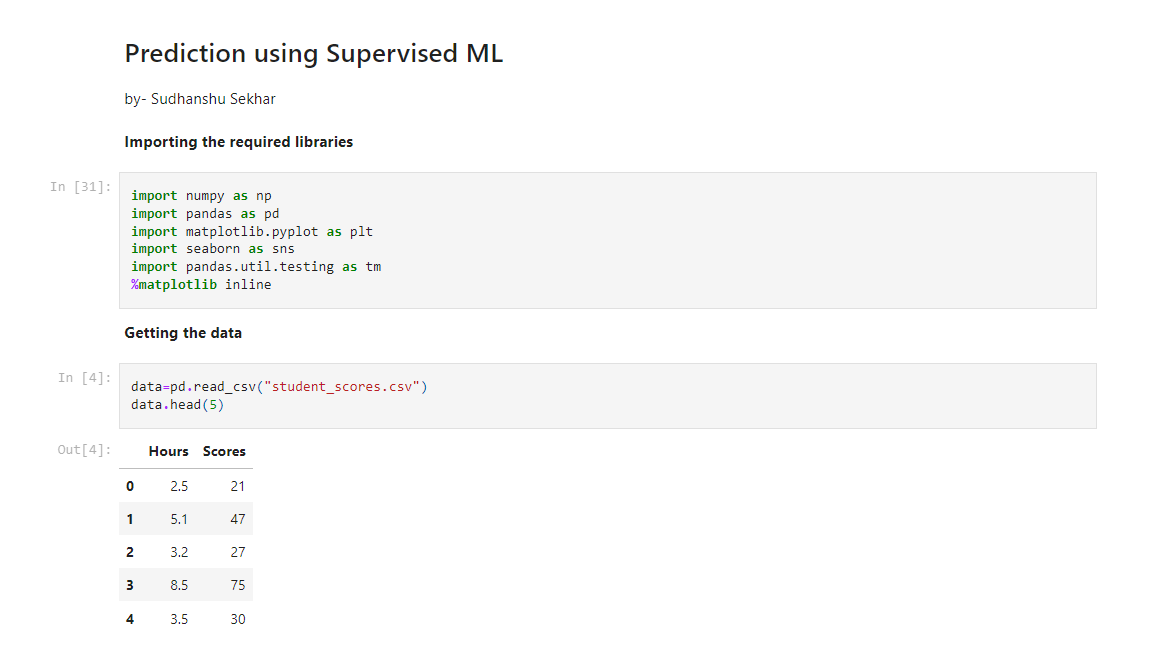 Prediction using Supervised ML
by- Sudhanshu Sekhar
Importing the required libraries
In [31]:
import numpy as np
import pandas as pd
import matplotlib.pyplot as plt
import seaborn as sns
import pandas.util.testing as tm
%matplotlib inline
Getting the data
In [4]:
data=pd.read_csv("student_scores.csv")
data.head(5)
Out[4]:
Hours Scores
0 2.5 21
1 5.1 47
2 3.2 27
3 8.5 75
4 3.5 30